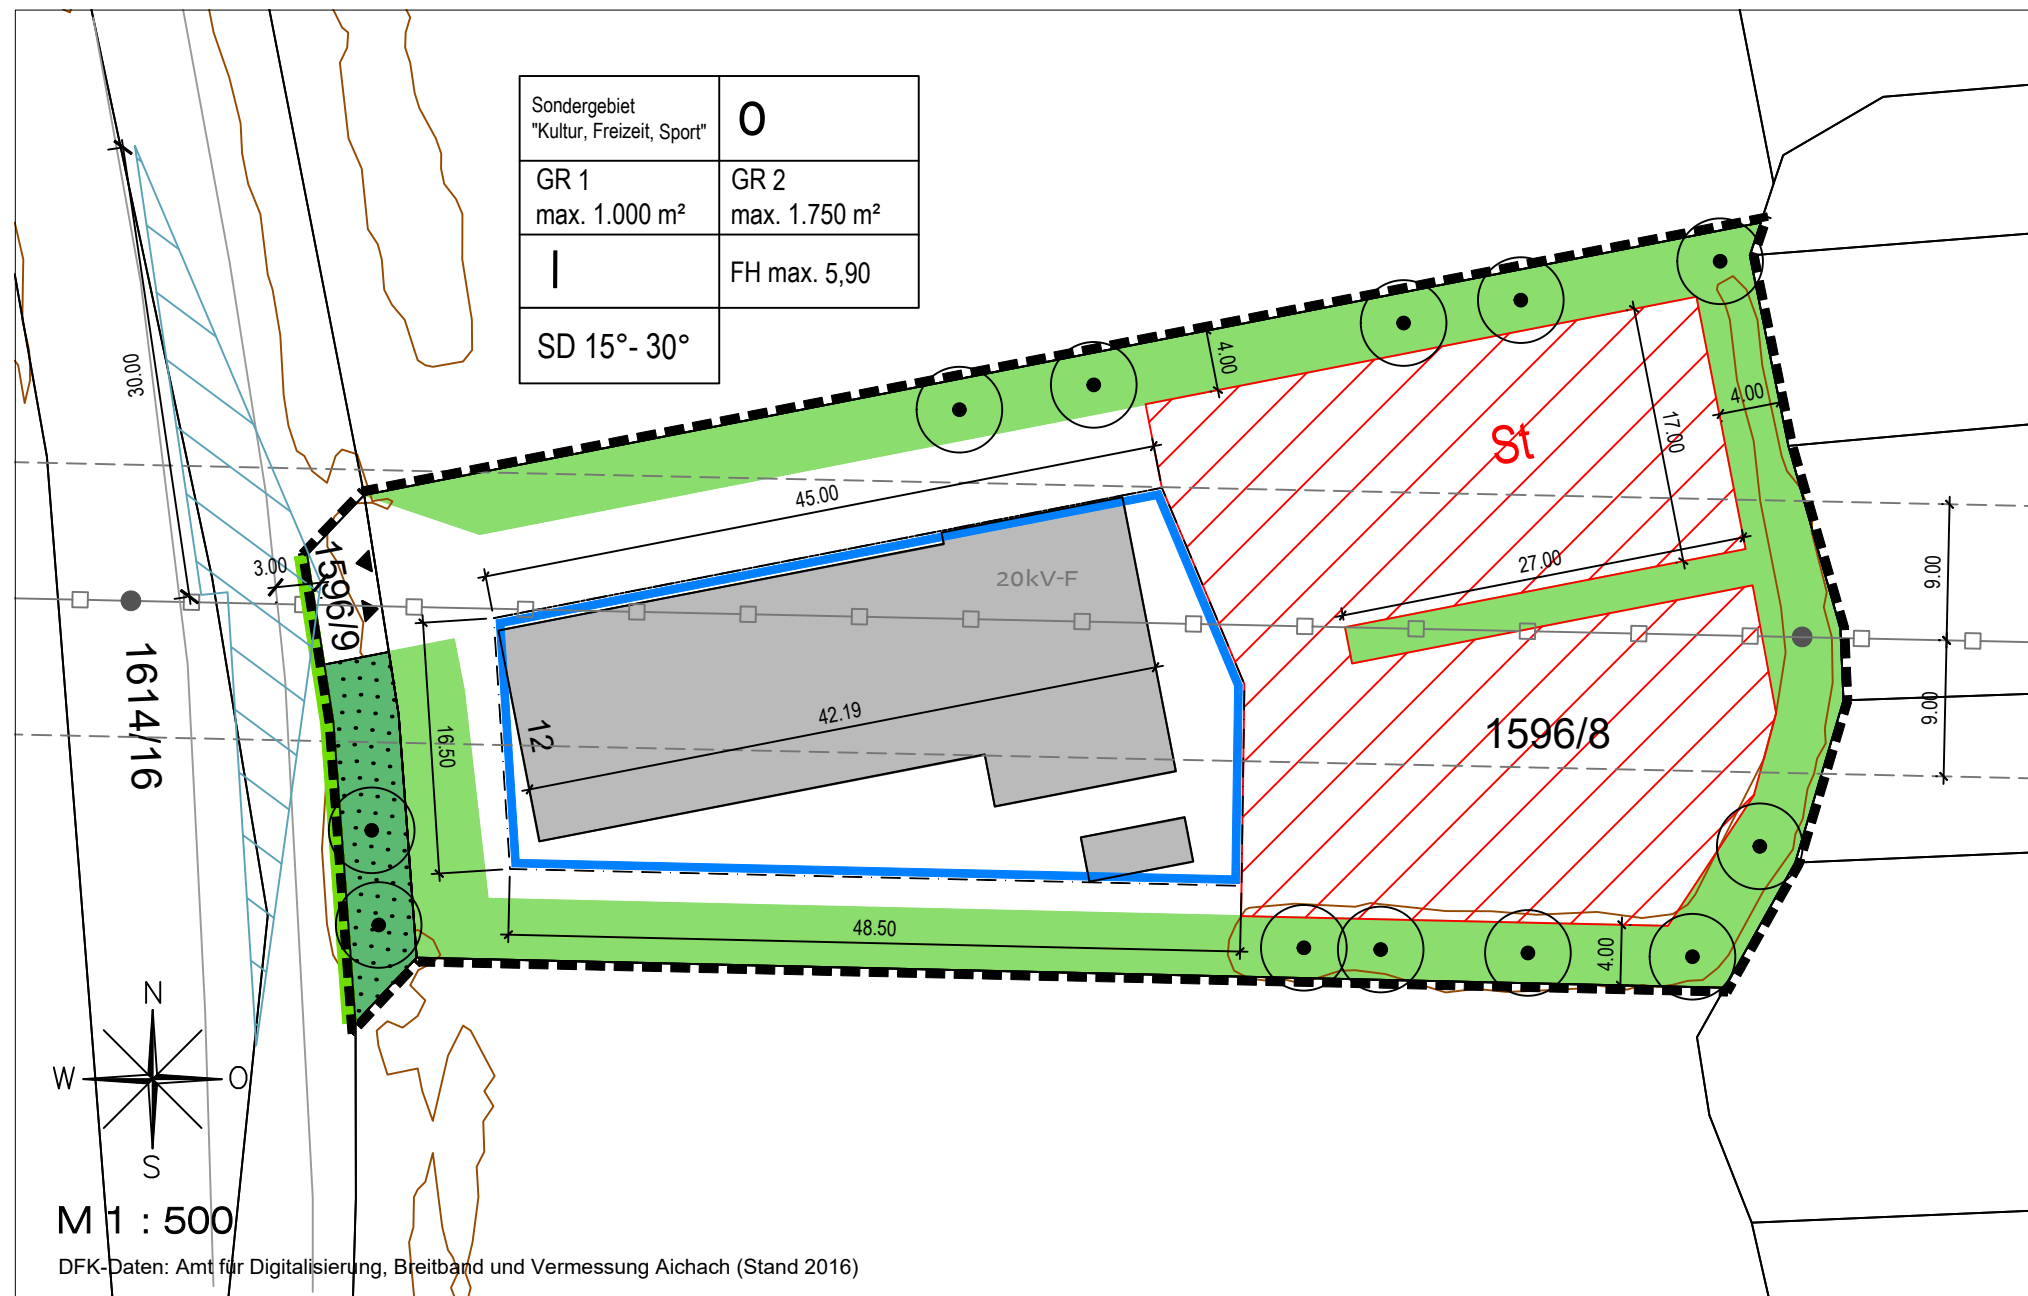 Sondergebiet
"Kultur, Freizeit, Sport"
O
GR 1
max. 1.000 m²
GR 2
max. 1.750 m²
I
FH max. 5,90
SD 15°- 30°
30.00
4.00
4.00
17.00
St
45.00
27.00
20kV-F
3.00
1596/9
9.00
9.00
1614/16
16.50
12
42.19
1596/8
48.50
4.00
N
W
O
S
M 1 : 500
DFK-Daten: Amt für Digitalisierung, Breitband und Vermessung Aichach (Stand 2016)